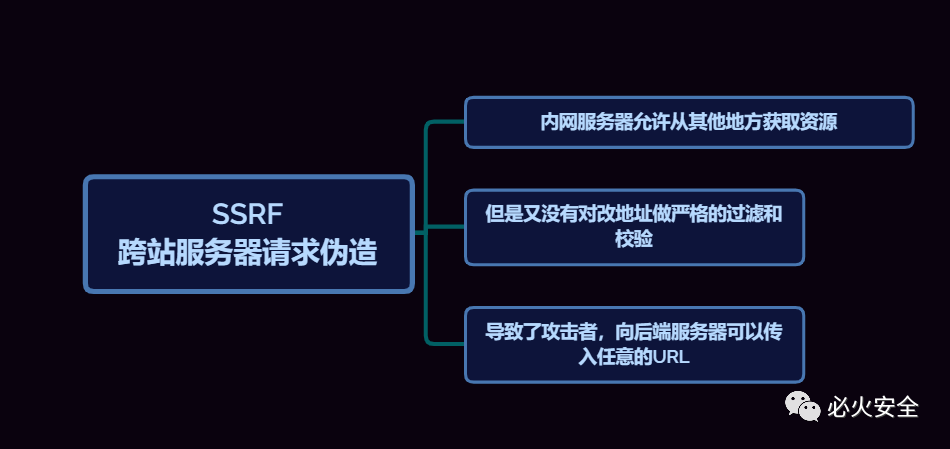 内网服务器允许从其他地方获取资源
SSRF
跨站服务器请求伪造
但是又没有对改地址做严格的过滤和
校验
导致了攻击者，向后端服务器可以传
入任意的URL
必火安全